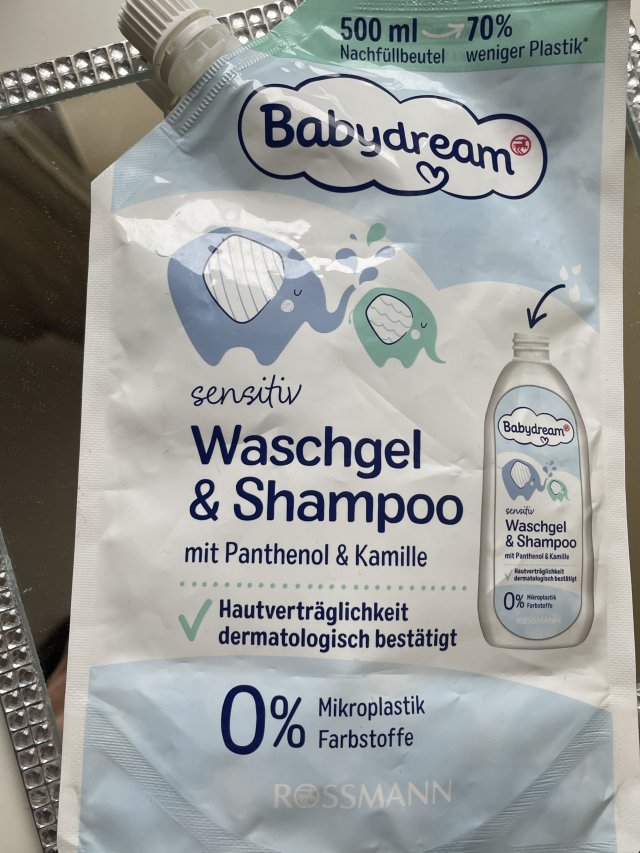 500 ml 70%
Nachfüllbeutel weniger Plastik*
Babydream
sensitiv
Waschgel
& Shampoo
mit Panthenol & Kamille
Hautverträglichkeit
dermatologisch bestätigt
0% Mikroplastik
Farbstoffe
ROSSMANN
Babydream
sensitiv
Waschgel
& Shampoo
mit Panthenol & Kamille
Hautverträglichkeit
dermatologisch bestätigt
0% Mikroplastik
Farbstoffe
ROSSMANN